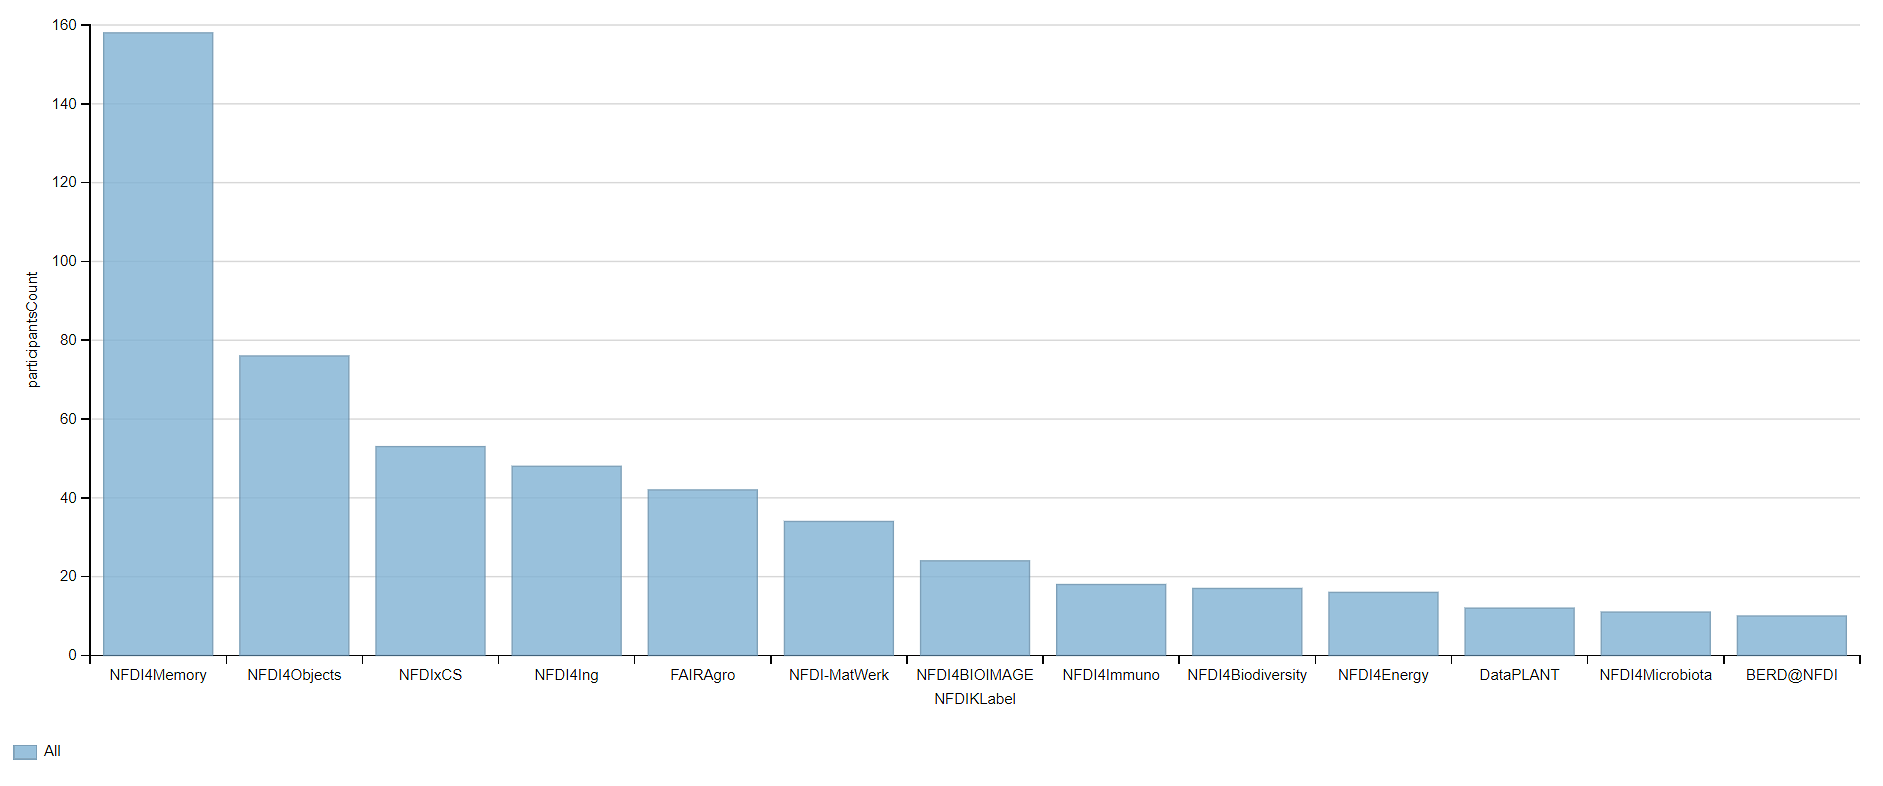 160
140
120
100
80
60
40
20
0
participantsCount
NFDI4Memory NFDI4Objects NFDIxCS NFDI4Ing FAIRAgro NFDI-MatWerk NFDI4BIOIMAGE NFDI4Immuno NFDI4Biodiversity NFDI4Energy DataPLANT NFDI4Microbiota BERD@NFDI
NFDIKLabel
All